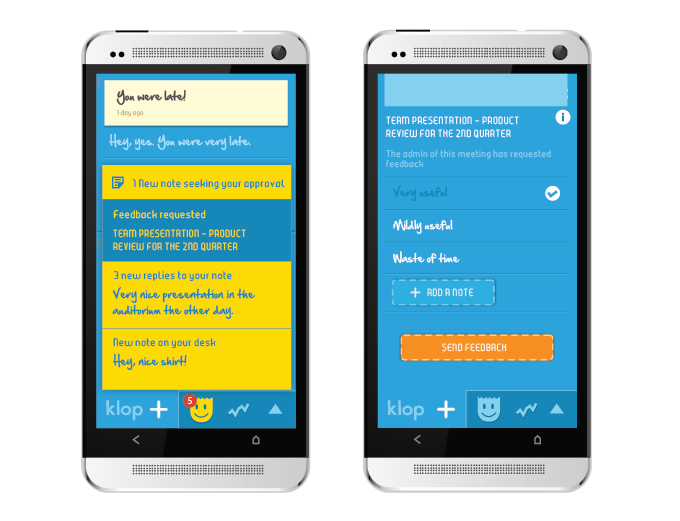 You were late!
1 day ago
Hey, yes. You were very late.
1 New note seeking your approval
Feedback requested
TEAM PRESENTATION – PRODUCT
REVIEW FOR THE 2ND QUARTER
3 new replies to your note
Very nice presentation in the
auditorium the other day.
New note on your desk
Hey, nice shirt!
klop +
5
TEAM PRESENTATION – PRODUCT
REVIEW FOR THE 2ND QUARTER
i
The admin of this meeting has requested
feedback
Very useful
Mildly useful
Waste of time
+ ADD A NOTE
SEND FEEDBACK
klop +